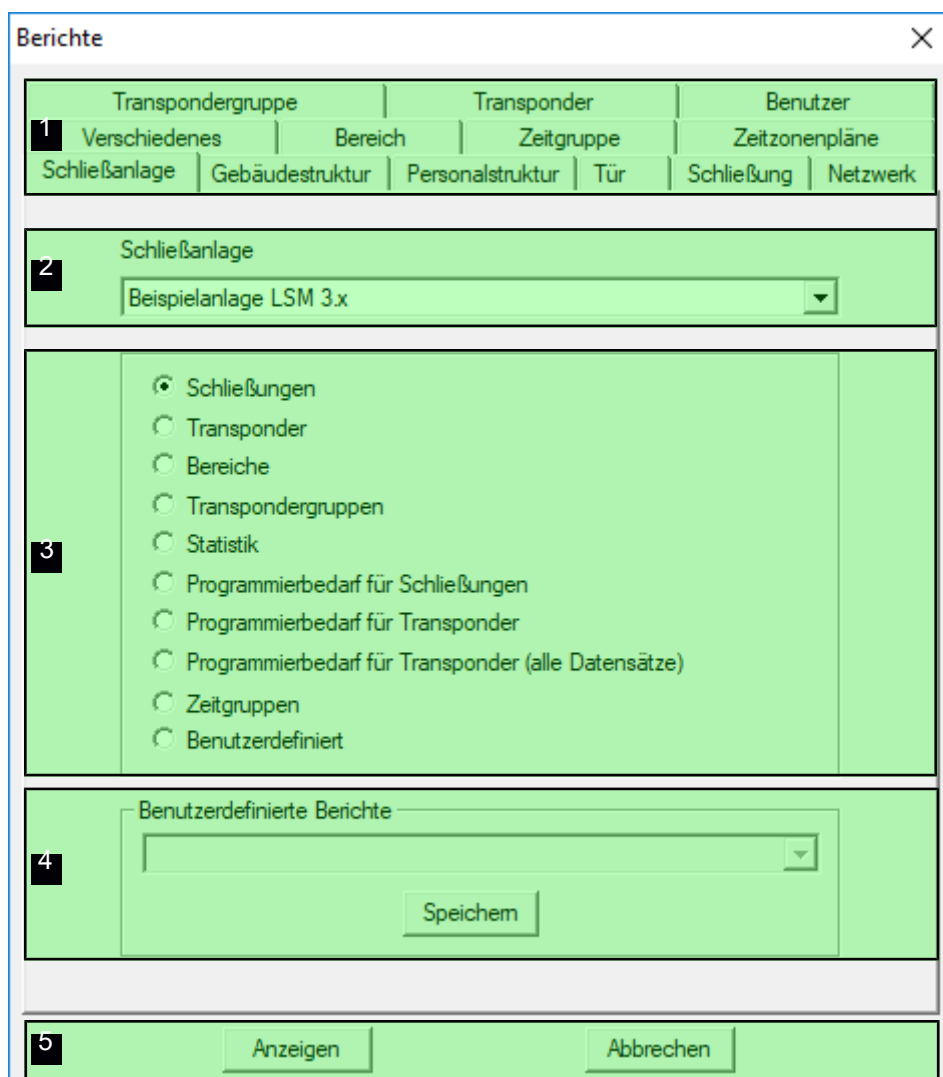 Berichte
Transpondergruppe Transponder Benutzer
1 Verschiedenes Bereich Zeitgruppe Zeitzonenpläne
Schließanlage Gebäudestruktur Personalstruktur Tür Schließung Netzwerk
2 Schließanlage
Beispielanlage LSM 3.x
Schließungen
Transponder
Bereiche
Transpondergruppen
3 Statistik
Programmierbedarf für Schließungen
Programmierbedarf für Transponder
Programmierbedarf für Transponder (alle Datensätze)
Zeitgruppen
Benutzerdefiniert
Benutzerdefinierte Berichte
4
Speichern
5 Anzeigen Abbrechen